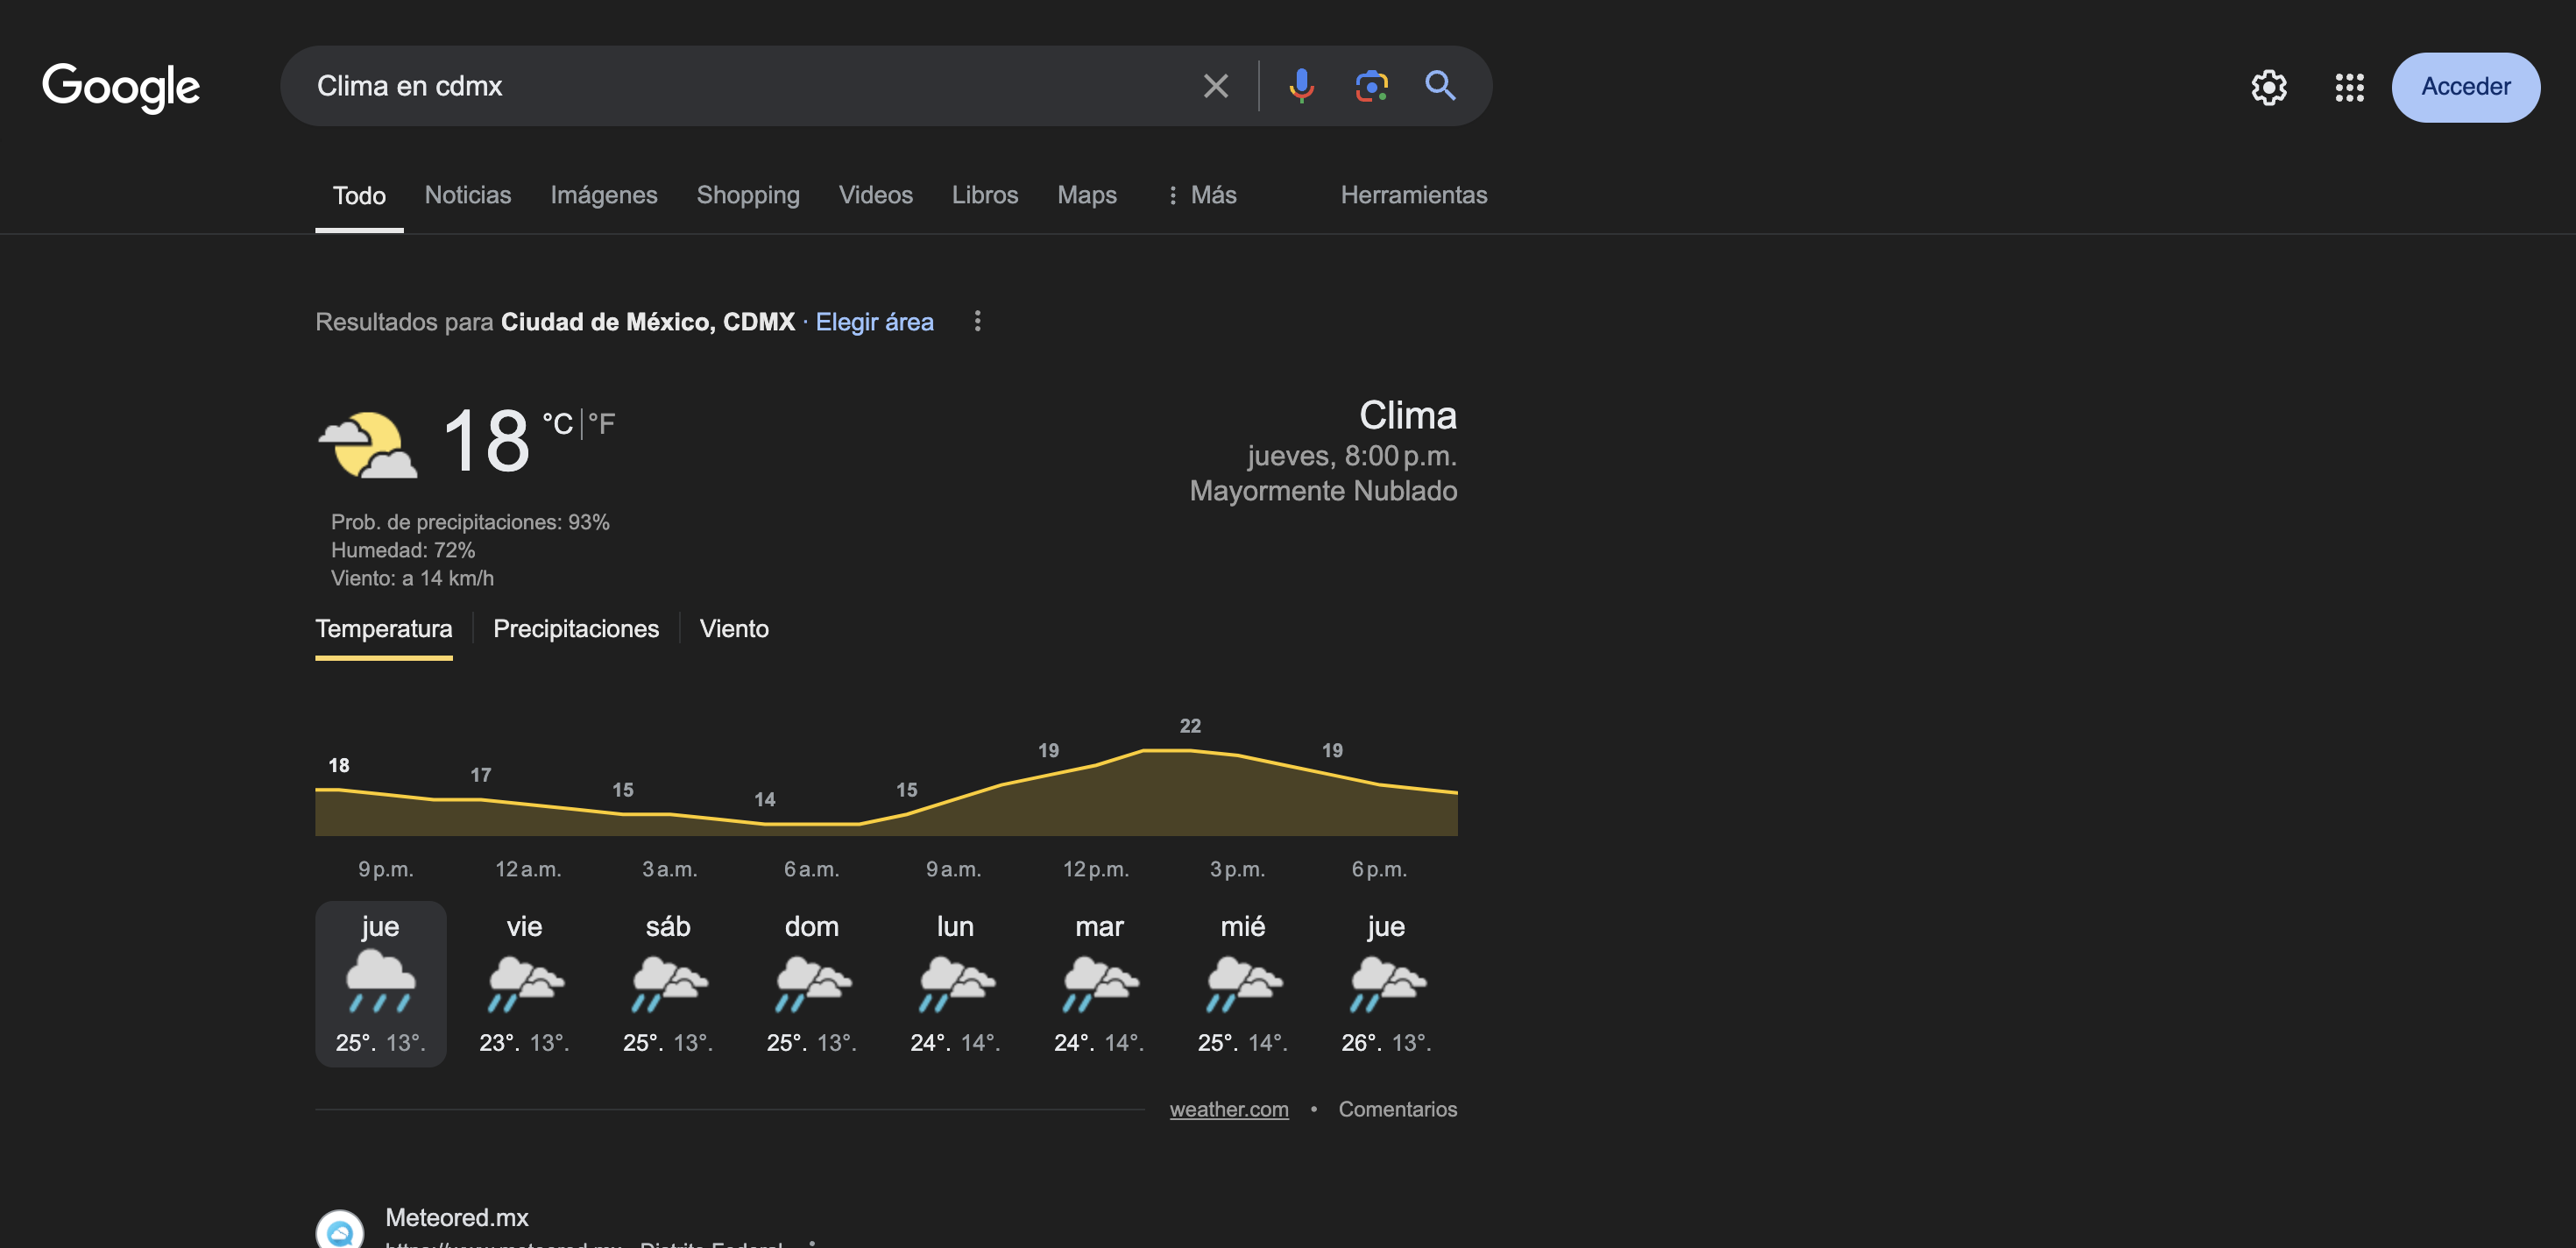 Google
Clima en cdmx
Acceder
Todo Noticias Imágenes Shopping Videos Libros Maps Más Herramientas
Resultados para Ciudad de México, CDMX · Elegir área
18 °C | °F
Clima
jueves, 8:00 p.m.
Mayormente Nublado
Prob. de precipitaciones: 93%
Humedad: 72%
Viento: a 14 km/h
Temperatura Precipitaciones Viento
18 17 15 14 15 19 22 19
9 p.m. 12 a.m. 3 a.m. 6 a.m. 9 a.m. 12 p.m. 3 p.m. 6 p.m.
jue vie sáb dom lun mar mié jue
25°. 13°. 23°. 13°. 25°. 13°. 25°. 13°. 24°. 14°. 24°. 14°. 25°. 14°. 26°. 13°.
weather.com • Comentarios
Meteored.mx